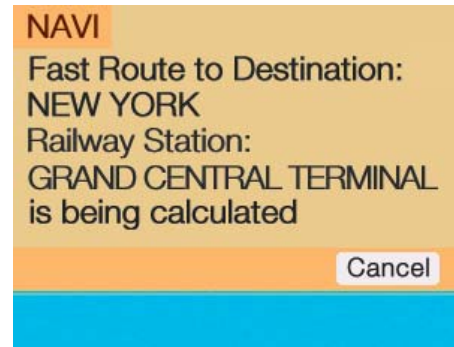 NAVI
Fast Route to Destination:
NEW YORK
Railway Station:
GRAND CENTRAL TERMINAL
is being calculated
Cancel